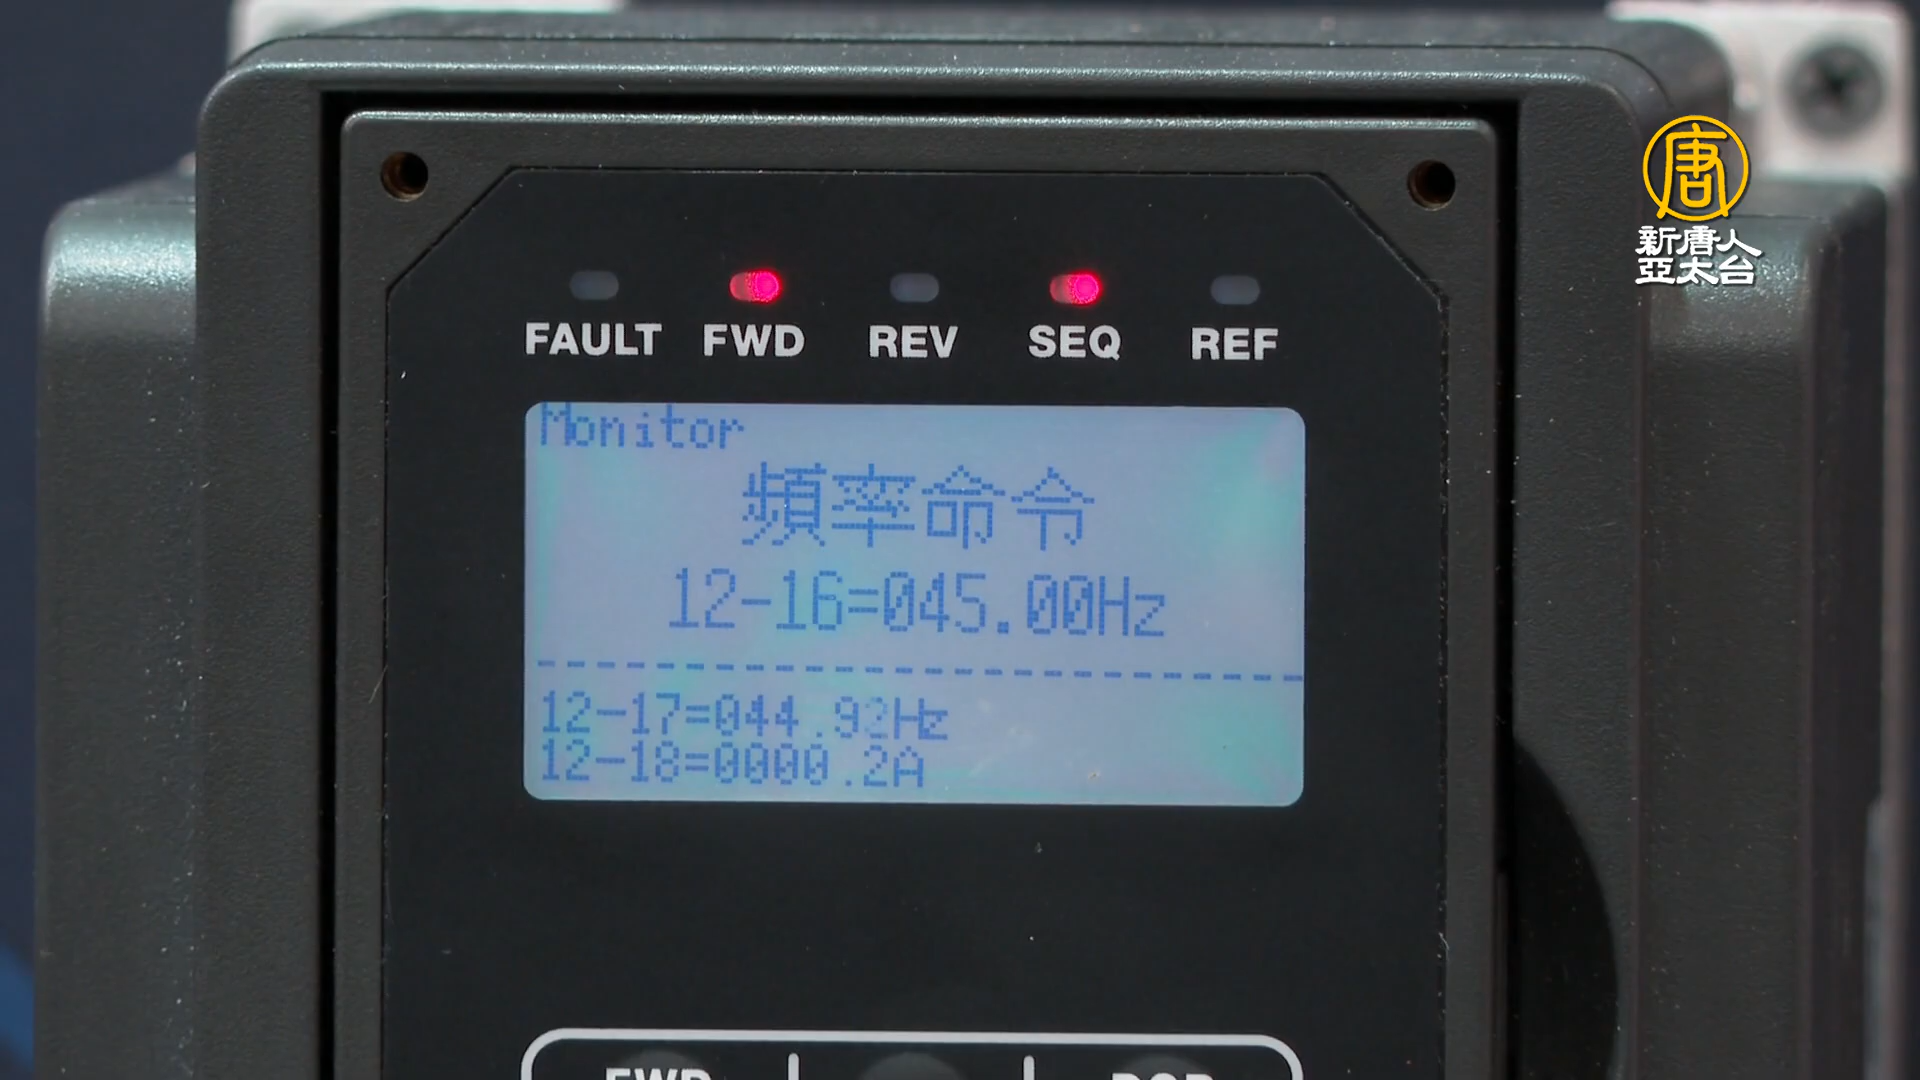 唐
新唐人
亞太台
FAULT FWD REV SEQ REF
Monitor
頻率命令
12-16=045.00Hz
12-17=044.92Hz
12-18=0000.2A
FWD